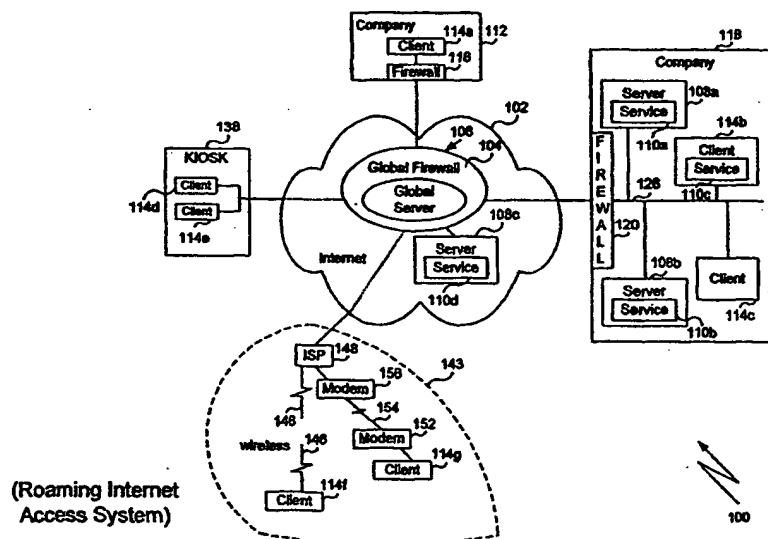 Company
114a
112
Client
Firewall
116
118
Company
Server
108a
Service
110a
114b
Client
Service
110c
FIREWALL
126
120
108b
Server
Service
110b
Client
114c
138
KIOSK
Client
114d
Client
114e
102
106
104
Global Firewall
Global
Server
Internet
108c
Server
Service
110d
ISP
148
143
156
Modem
154
146
wireless
146
Modem
152
Client
114g
Client
114f
(Roaming Internet
Access System)
100